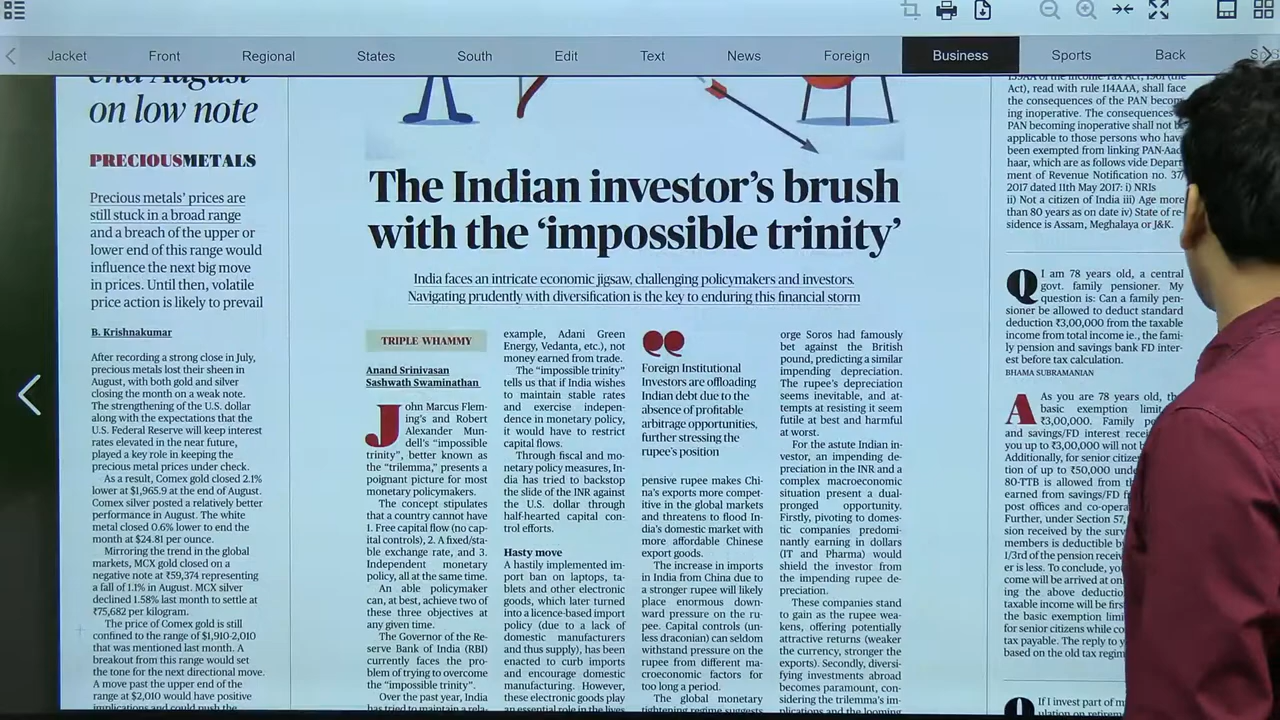 Jacket
Front
Regional
States
South
Edit
Text
News
Foreign
Business
Sports
Back
end August
on low note
PRECIOUSMETALS
Precious metals' prices are
still stuck in a broad range
and a breach of the upper or
lower end of this range would
influence the next big move
in prices. Until then, volatile
price action is likely to prevail
B. Krishnakumar
After recording a strong close in July,
precious metals lost their sheen in
August, with both gold and silver
closing the month on a weak note.
The strengthening of the U.S. dollar
along with the expectations that the
U.S. Federal Reserve will keep interest
rates elevated in the near future,
played a key role in keeping the
precious metal prices under check.
As a result, Comex gold closed 2.1%
lower at $1,965.9 at the end of August.
Comex silver posted a relatively better
performance in August. The white
metal closed 0.6% lower to end the
month at $24.81 per ounce.
Mirroring the trend in the global
markets, MCX gold closed on a
negative note at ₹59,374 representing
a fall of 1.1% in August. MCX silver
declined 1.58% last month to settle at
₹75,682 per kilogram.
The price of Comex gold is still
confined to the range of $1,910-2,010
that was mentioned last month. A
breakout from this range would set
the tone for the next directional move.
A move past the upper end of the
range at $2,010 would have positive
implications and could push the
The Indian investor's brush
with the 'impossible trinity'
India faces an intricate economic jigsaw, challenging policymakers and investors.
Navigating prudently with diversification is the key to enduring this financial storm
TRIPLE WHAMMY
Anand Srinivasan
Sashwath Swaminathan
John Marcus Flem-
ing's and Robert
Alexander Mun-
dell's "impossible
trinity", better known as
the "trilemma," presents a
poignant picture for most
monetary policymakers.
The concept stipulates
that a country cannot have
1. Free capital flow (no cap-
ital controls), 2. A fixed/sta-
ble exchange rate, and 3.
Independent monetary
policy, all at the same time.
An able policymaker
can, at best, achieve two of
these three objectives at
any given time.
The Governor of the Re-
serve Bank of India (RBI)
currently faces the pro-
blem of trying to overcome
the "impossible trinity".
Over the past year, India
has tried to maintain a rela-
example, Adani Green
Energy, Vedanta, etc.), not
money earned from trade.
The "impossible trinity"
tells us that if India wishes
to maintain stable rates
and exercise indepen-
dence in monetary policy,
it would have to restrict
capital flows.
Through fiscal and mo-
netary policy measures, In-
dia has tried to backstop
the slide of the INR against
the U.S. dollar through
half-hearted capital con-
trol efforts.
Hasty move
A hastily implemented im-
port ban on laptops, ta-
blets and other electronic
goods, which later turned
into a licence-based import
policy (due to a lack of
domestic manufacturers
and thus supply), has been
enacted to curb imports
and encourage domestic
manufacturing. However,
these electronic goods play
an essential role in the lives
Foreign Institutional
Investors are offloading
Indian debt due to the
absence of profitable
arbitrage opportunities,
further stressing the
rupee's position
pensive rupee makes Chi-
na's exports more compet-
itive in the global markets
and threatens to flood In-
dia's domestic market with
more affordable Chinese
export goods.
The increase in imports
in India from China due to
a stronger rupee will likely
place enormous down-
ward pressure on the ru-
pee. Capital controls (un-
less draconian) can seldom
withstand pressure on the
rupee from different ma-
croeconomic factors for
too long a period.
The global monetary
tightening regime suggests
orge Soros had famously
bet against the British
pound, predicting a similar
impending depreciation.
The rupee's depreciation
seems inevitable, and at-
tempts at resisting it seem
futile at best and harmful
at worst.
For the astute Indian in-
vestor, an impending de-
preciation in the INR and a
complex macroeconomic
situation present a dual-
pronged opportunity.
Firstly, pivoting to domes-
tic companies predomi-
nantly earning in dollars
(IT and Pharma) would
shield the investor from
the impending rupee de-
preciation.
These companies stand
to gain as the rupee wea-
kens, offering potentially
attractive returns (weaker
the currency, stronger the
exports). Secondly, diversi-
fying investments abroad
becomes paramount, con-
sidering the trilemma's im-
plications and the looming
139AA of the Income Tax Act, 1961 (the
Act), read with rule 114AAA, shall face
the consequences of the PAN becom-
ing inoperative. The consequences
PAN becoming inoperative shall not be
applicable to those persons who have
been exempted from linking PAN-Aad
haar, which are as follows vide Depart
ment of Revenue Notification no. 37
2017 dated 11th May 2017: i) NRIs
ii) Not a citizen of India iii) Age more
than 80 years as on date iv) State of re-
sidence is Assam, Meghalaya or J&K.
Q I am 78 years old, a central
govt. family pensioner. My
question is: Can a family pen-
sioner be allowed to deduct standard
deduction ₹3,00,000 from the taxable
income from total income ie., the fami-
ly pension and savings bank FD inter-
est before tax calculation.
BHAMA SUBRAMANIAN
A As you are 78 years old, the
basic exemption limit
₹3,00,000. Family pe
and savings/FD interest recei
you up to ₹3,00,000 will not b
Additionally, for senior citizen
tion of up to ₹50,000 unde
80-TTB is allowed from th
earned from savings/FD
post offices and co-opera
Further, under Section 57,
sion received by the surv
members is deductible b
1/3rd of the pension receiv
er is less. To conclude, you
come will be arrived at on
ing the above deduction
taxable income will be firs
the basic exemption limi
for senior citizens while co
tax payable. The reply to y
based on the old tax regim
Q If I invest part of m